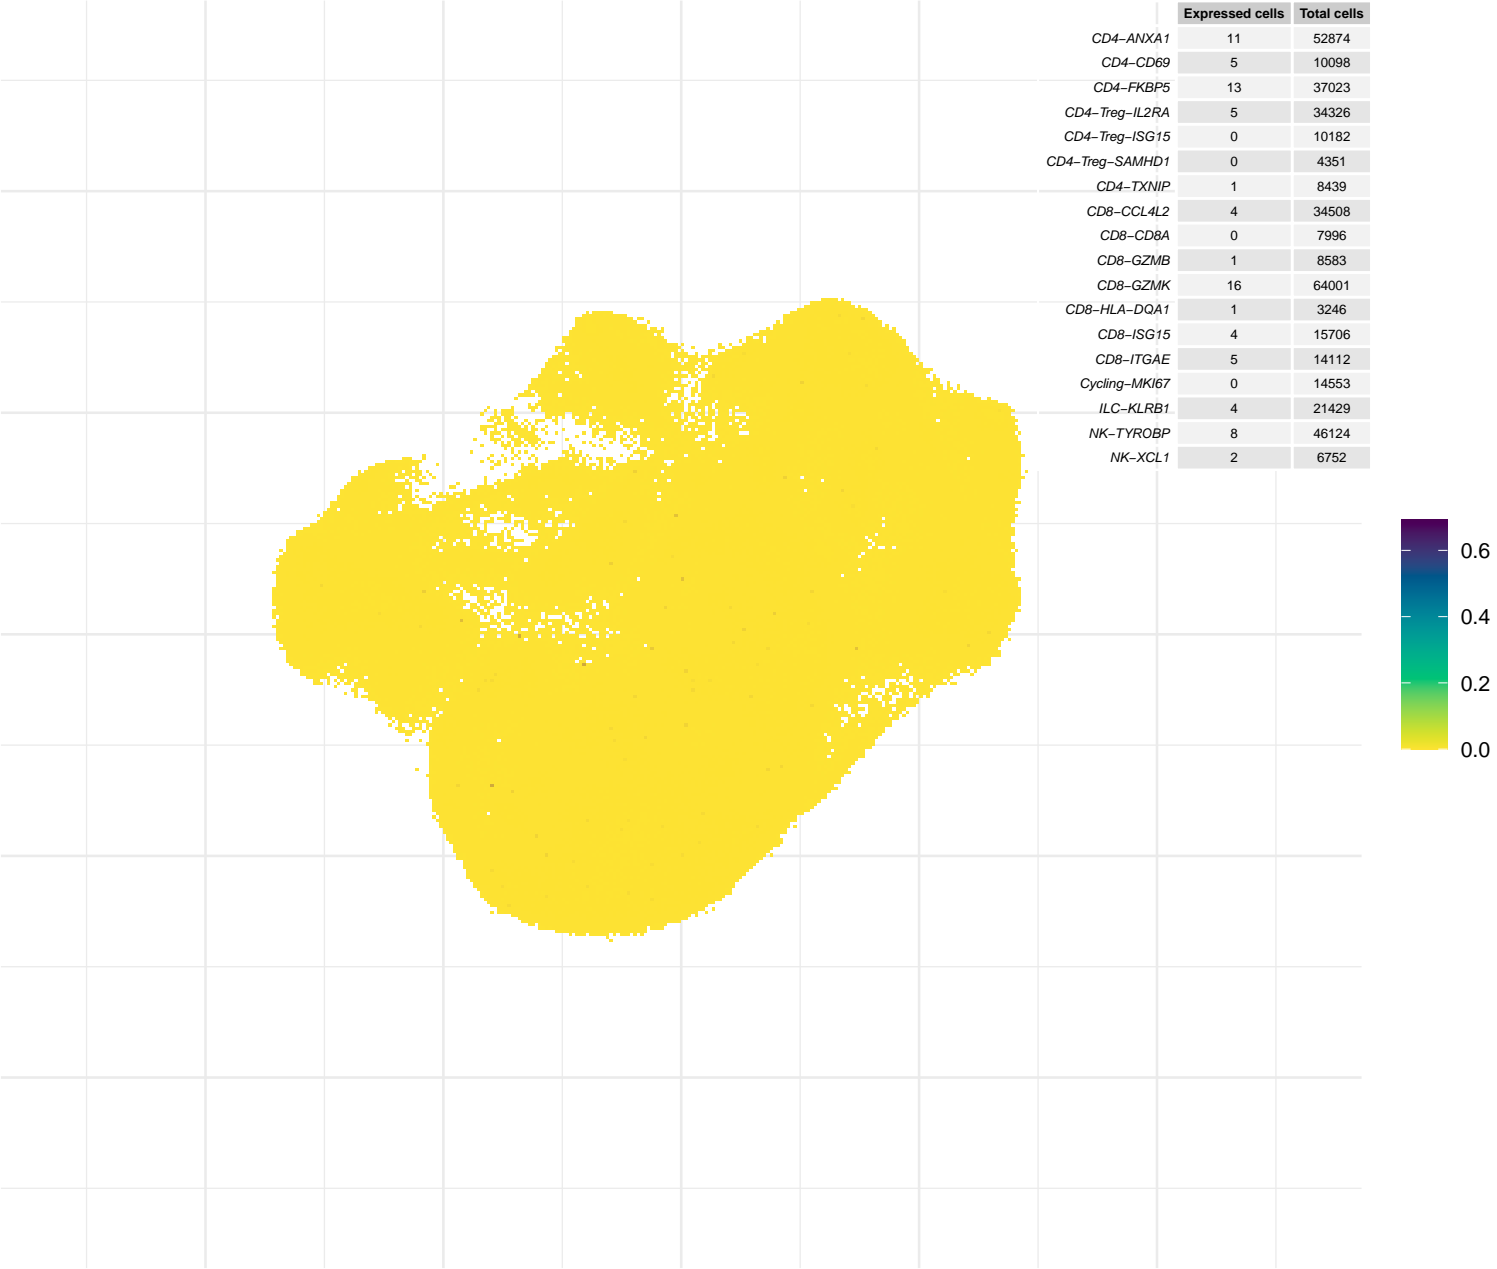 Expressed cells Total cells
CD4−ANXA1 11 52874
CD4−CD69 5 10098
CD4−FKBP5 13 37023
CD4−Treg−IL2RA 5 34326
CD4−Treg−ISG15 0 10182
CD4−Treg−SAMHD1 0 4351
CD4−TXNIP 1 8439
CD8−CCL4L2 4 34508
CD8−CD8A 0 7996
CD8−GZMB 1 8583
CD8−GZMK 16 64001
CD8−HLA−DQA1 1 3246
CD8−ISG15 4 15706
CD8−ITGAE 5 14112
Cycling−MKI67 0 14553
ILC−KLRB1 4 21429
NK−TYROBP 8 46124
NK−XCL1 2 6752
0.6
0.4
0.2
0.0